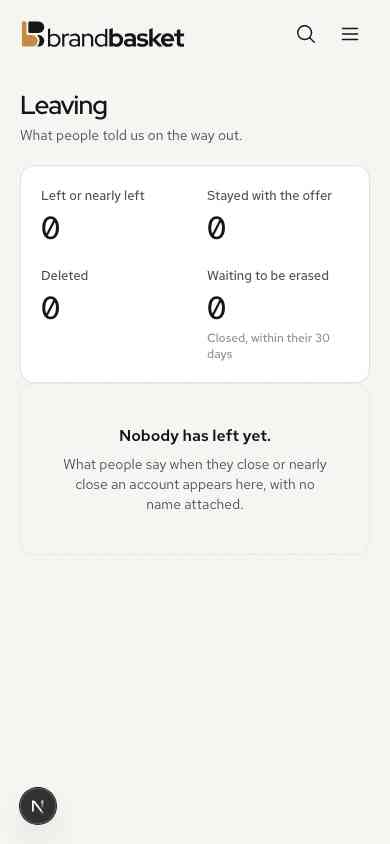 brandbasket
Leaving
What people told us on the way out.
Left or nearly left
Stayed with the offer
0
0
Deleted
Waiting to be erased
0
0
Closed, within their 30
days
Nobody has left yet.
What people say when they close or nearly
close an account appears here, with no
name attached.
N